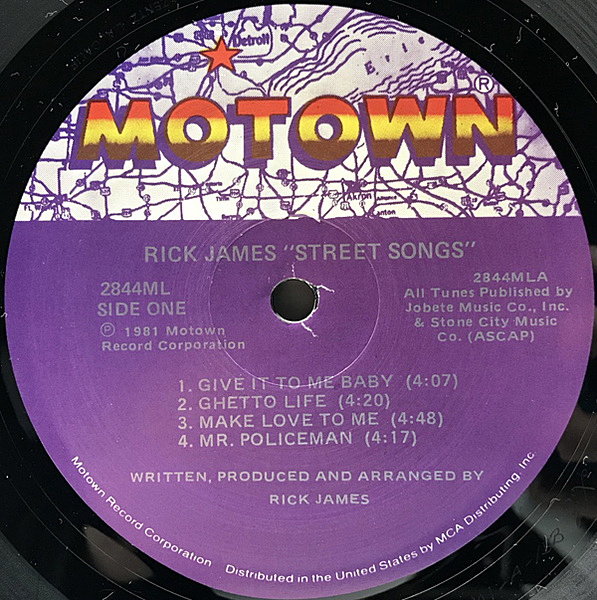 Detroit
Erie
®
MOTOWN
Akron
RICK JAMES "STREET SONGS"
2844ML
SIDE ONE
℗ 1981 Motown
Record Corporation
2844MLA
All Tunes Published by
Jobete Music Co., Inc.
& Stone City Music
Co. (ASCAP)
1. GIVE IT TO ME BABY (4:07)
2. GHETTO LIFE (4:20)
3. MAKE LOVE TO ME (4:48)
4. MR. POLICEMAN (4:17)
WRITTEN, PRODUCED AND ARRANGED BY
RICK JAMES
Motown Record Corporation Distributed in the United States by MCA Distributing, Inc.